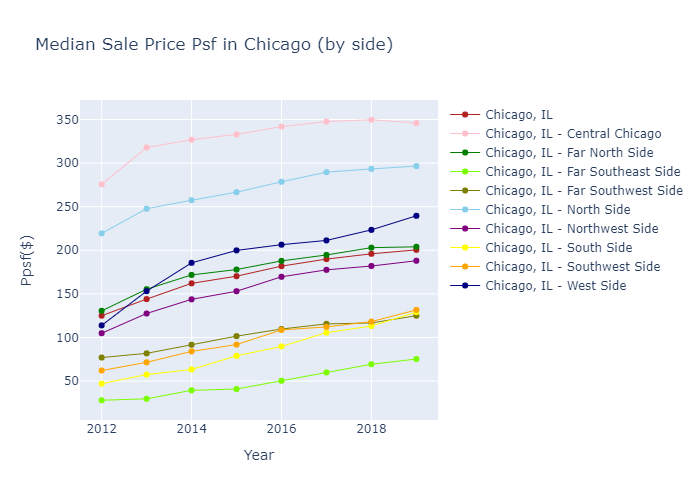 Median Sale Price Psf in Chicago (by side)
350
300
250
200
150
100
50
Ppsf($)
2012
2014
2016
2018
Year
Chicago, IL
Chicago, IL - Central Chicago
Chicago, IL - Far North Side
Chicago, IL - Far Southeast Side
Chicago, IL - Far Southwest Side
Chicago, IL - North Side
Chicago, IL - Northwest Side
Chicago, IL - South Side
Chicago, IL - Southwest Side
Chicago, IL - West Side